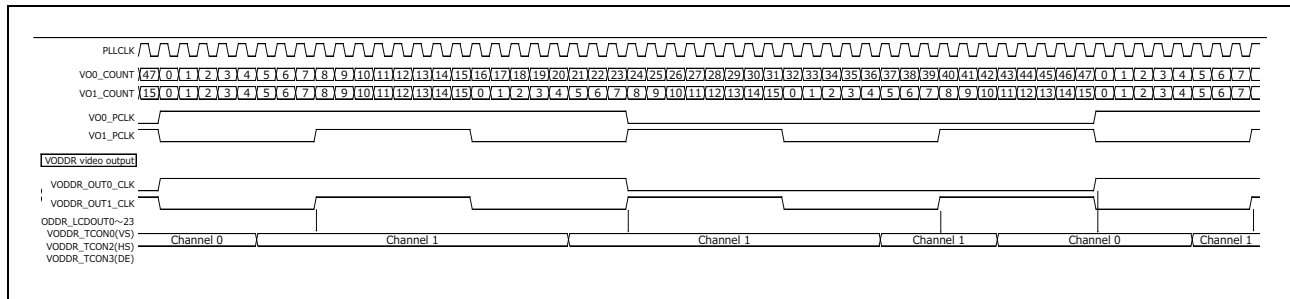 PLLCLK
VO0_COUNT 47 0 1 2 3 4 5 6 7 8 9 10 11 12 13 14 15 16 17 18 19 20 21 22 23 24 25 26 27 28 29 30 31 32 33 34 35 36 37 38 39 40 41 42 43 44 45 46 47 0 1 2 3 4 5 6 7
VO1_COUNT 15 0 1 2 3 4 5 6 7 8 9 10 11 12 13 14 15 0 1 2 3 4 5 6 7 8 9 10 11 12 13 14 15 0 1 2 3 4 5 6 7 8 9 10 11 12 13 14 15 0 1 2 3 4 5 6 7
VO0_PCLK
VO1_PCLK
VODDR video output
VODDR_OUT0_CLK
VODDR_OUT1_CLK
ODDR_LCDOUT0～23
VODDR_TCON0(VS)
Channel 0 Channel 1 Channel 1 Channel 1 Channel 0 Channel 1
VODDR_TCON2(HS)
VODDR_TCON3(DE)